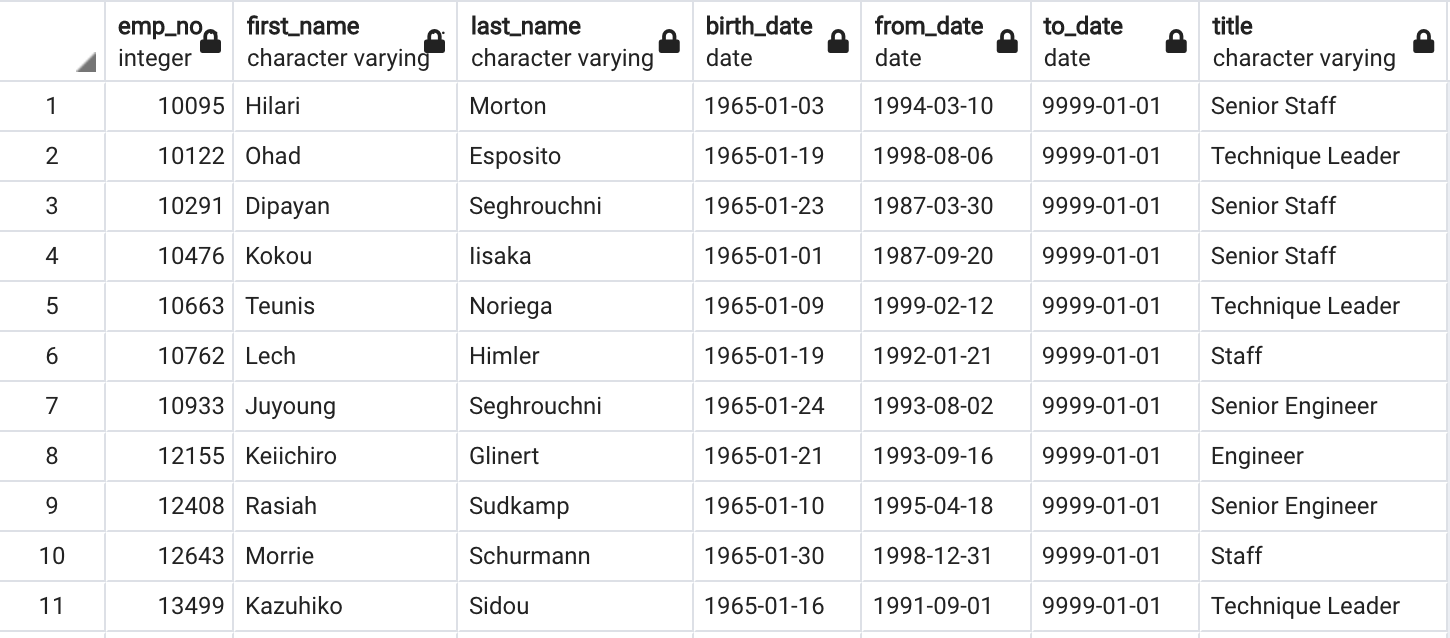 emp_no first_name last_name birth_date from_date to_date title
integer character varying character varying date date date character varying
1 10095 Hilari Morton 1965-01-03 1994-03-10 9999-01-01 Senior Staff
2 10122 Ohad Esposito 1965-01-19 1998-08-06 9999-01-01 Technique Leader
3 10291 Dipayan Seghrouchni 1965-01-23 1987-03-30 9999-01-01 Senior Staff
4 10476 Kokou Iisaka 1965-01-01 1987-09-20 9999-01-01 Senior Staff
5 10663 Teunis Noriega 1965-01-09 1999-02-12 9999-01-01 Technique Leader
6 10762 Lech Himler 1965-01-19 1992-01-21 9999-01-01 Staff
7 10933 Juyoung Seghrouchni 1965-01-24 1993-08-02 9999-01-01 Senior Engineer
8 12155 Keiichiro Glinert 1965-01-21 1993-09-16 9999-01-01 Engineer
9 12408 Rasiah Sudkamp 1965-01-10 1995-04-18 9999-01-01 Senior Engineer
10 12643 Morrie Schurmann 1965-01-30 1998-12-31 9999-01-01 Staff
11 13499 Kazuhiko Sidou 1965-01-16 1991-09-01 9999-01-01 Technique Leader